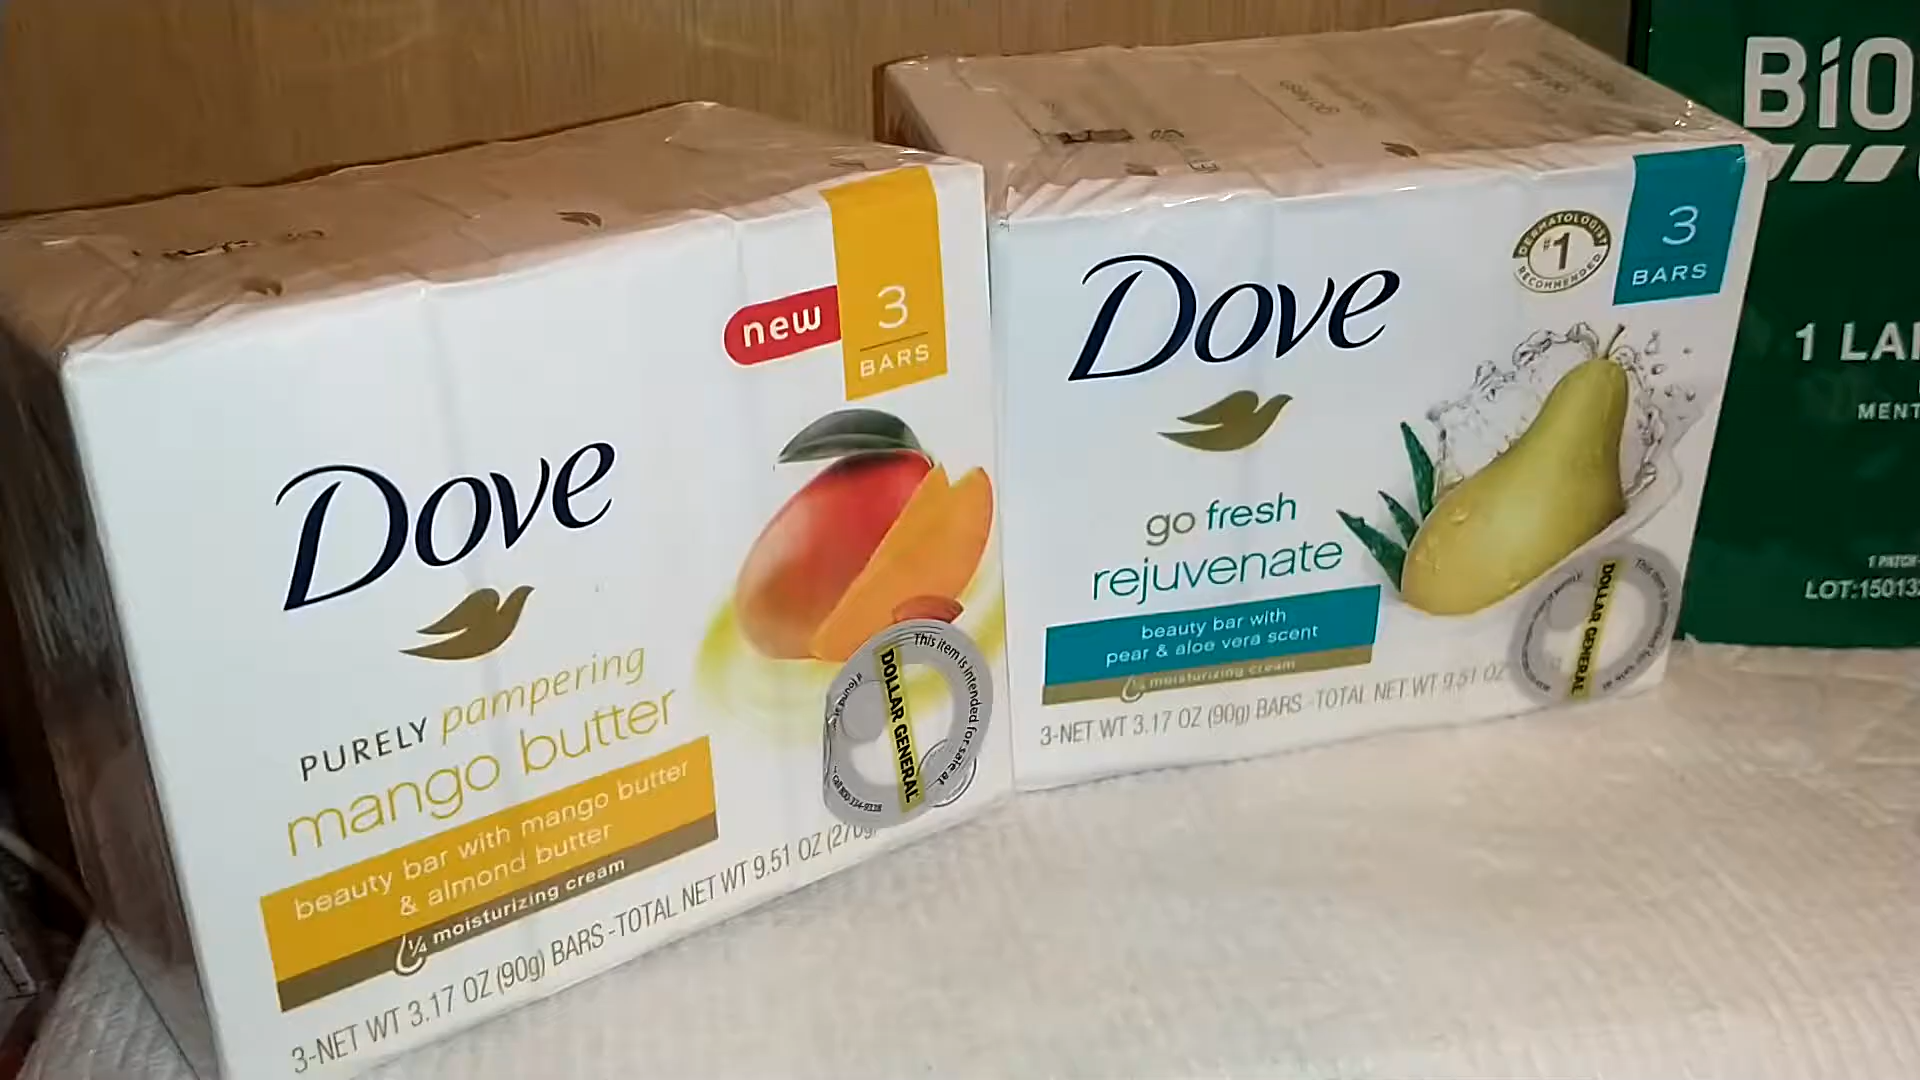 new
3
BARS
Dove
PURELY pampering
mango butter
beauty bar with mango butter
& almond butter
1/4 moisturizing cream
3-NET WT 3.17 OZ (90g) BARS -TOTAL NET WT 9.51 OZ (270g)
This item is intended for sale at
DOLLAR GENERAL
DERMATOLOGIST
#1
RECOMMENDED
3
BARS
Dove
go fresh
rejuvenate
beauty bar with
pear & aloe vera scent
moisturizing cream
3-NET WT 3.17 OZ (90g) BARS -TOTAL NET WT 9.51 OZ
DOLLAR GENERAL
BiO
1 LA
MENT
1 PATCH
LOT:15013